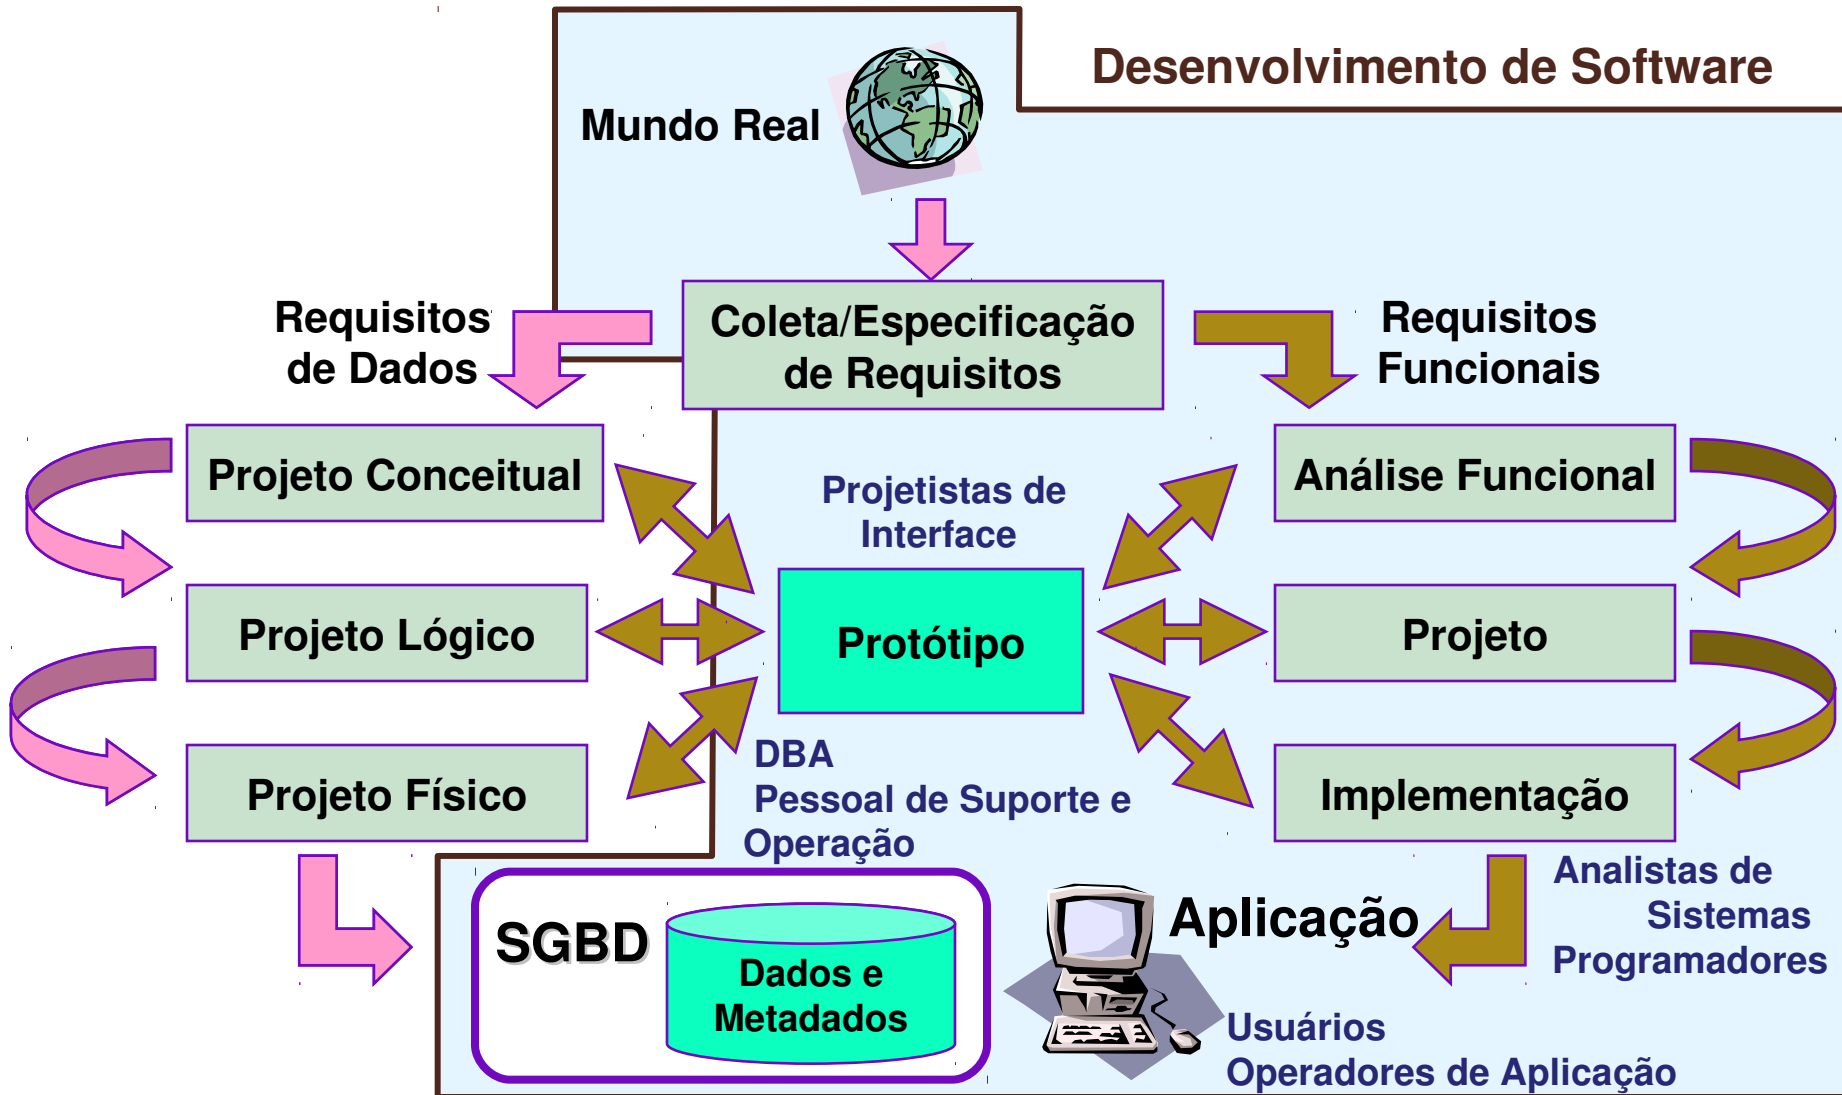 Desenvolvimento de Software
Mundo Real
Requisitos
de Dados
Coleta/Especificação
de Requisitos
Requisitos
Funcionais
Projeto Conceitual
Projetistas de
Interface
Análise Funcional
Projeto Lógico
Protótipo
Projeto
Projeto Físico
DBA
Pessoal de Suporte e
Operação
Implementação
SGBD
Dados e
Metadados
Aplicação
Analistas de
Sistemas
Programadores
Usuários
Operadores de Aplicação